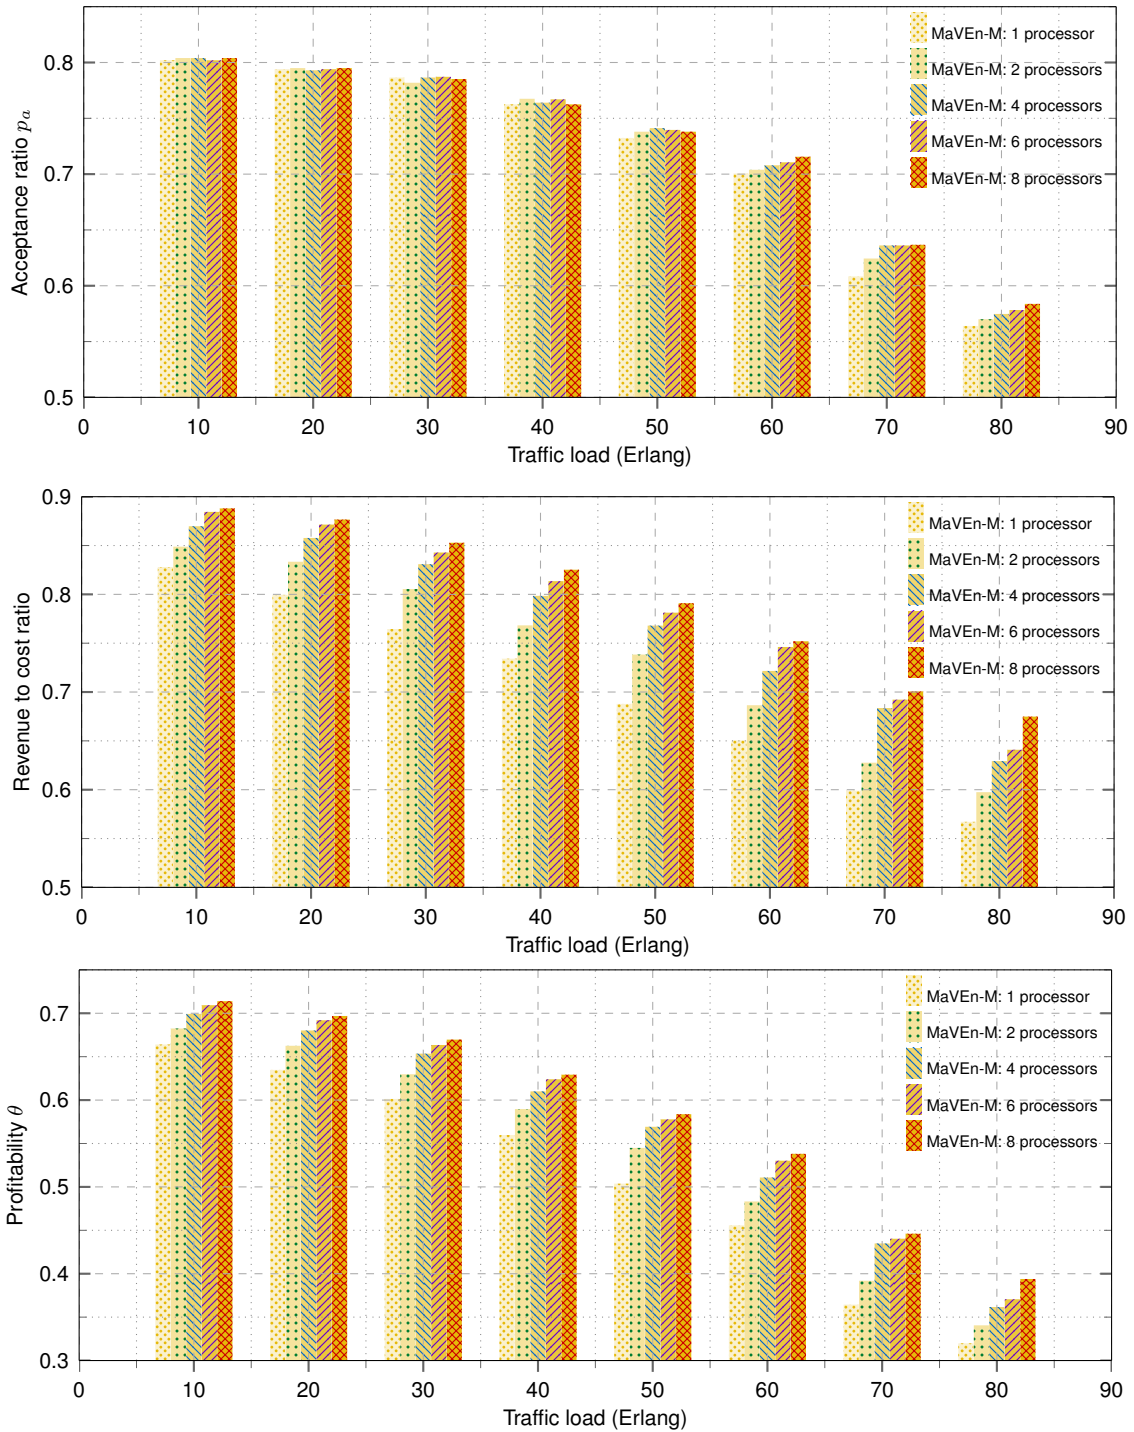 0.8
0.7
0.6
0.5
Acceptance ratio pₐ
MaVEn-M: 1 processor
MaVEn-M: 2 processors
MaVEn-M: 4 processors
MaVEn-M: 6 processors
MaVEn-M: 8 processors
0 10 20 30 40 50 60 70 80 90
Traffic load (Erlang)
0.9
0.8
0.7
0.6
0.5
Revenue to cost ratio
MaVEn-M: 1 processor
MaVEn-M: 2 processors
MaVEn-M: 4 processors
MaVEn-M: 6 processors
MaVEn-M: 8 processors
0 10 20 30 40 50 60 70 80 90
Traffic load (Erlang)
0.7
0.6
0.5
0.4
0.3
Profitability θ
MaVEn-M: 1 processor
MaVEn-M: 2 processors
MaVEn-M: 4 processors
MaVEn-M: 6 processors
MaVEn-M: 8 processors
0 10 20 30 40 50 60 70 80 90
Traffic load (Erlang)